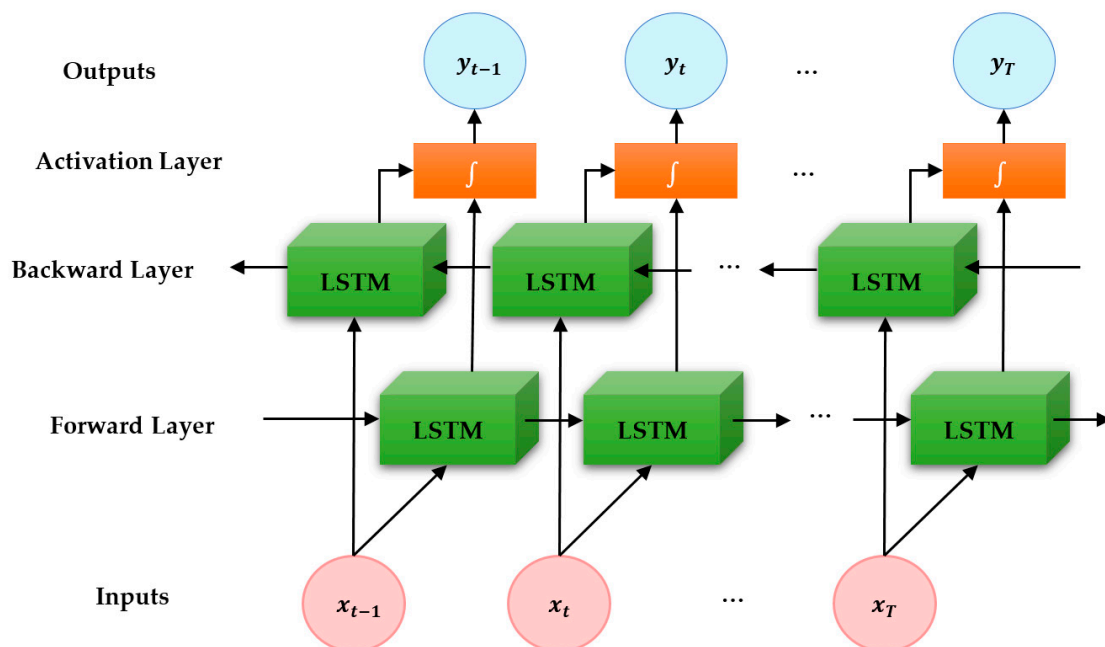 Outputs y_{t−1} y_t ... y_T
Activation Layer ∫ ∫ ... ∫
Backward Layer LSTM LSTM ... LSTM
Forward Layer LSTM LSTM ... LSTM
Inputs x_{t−1} x_t ... x_T